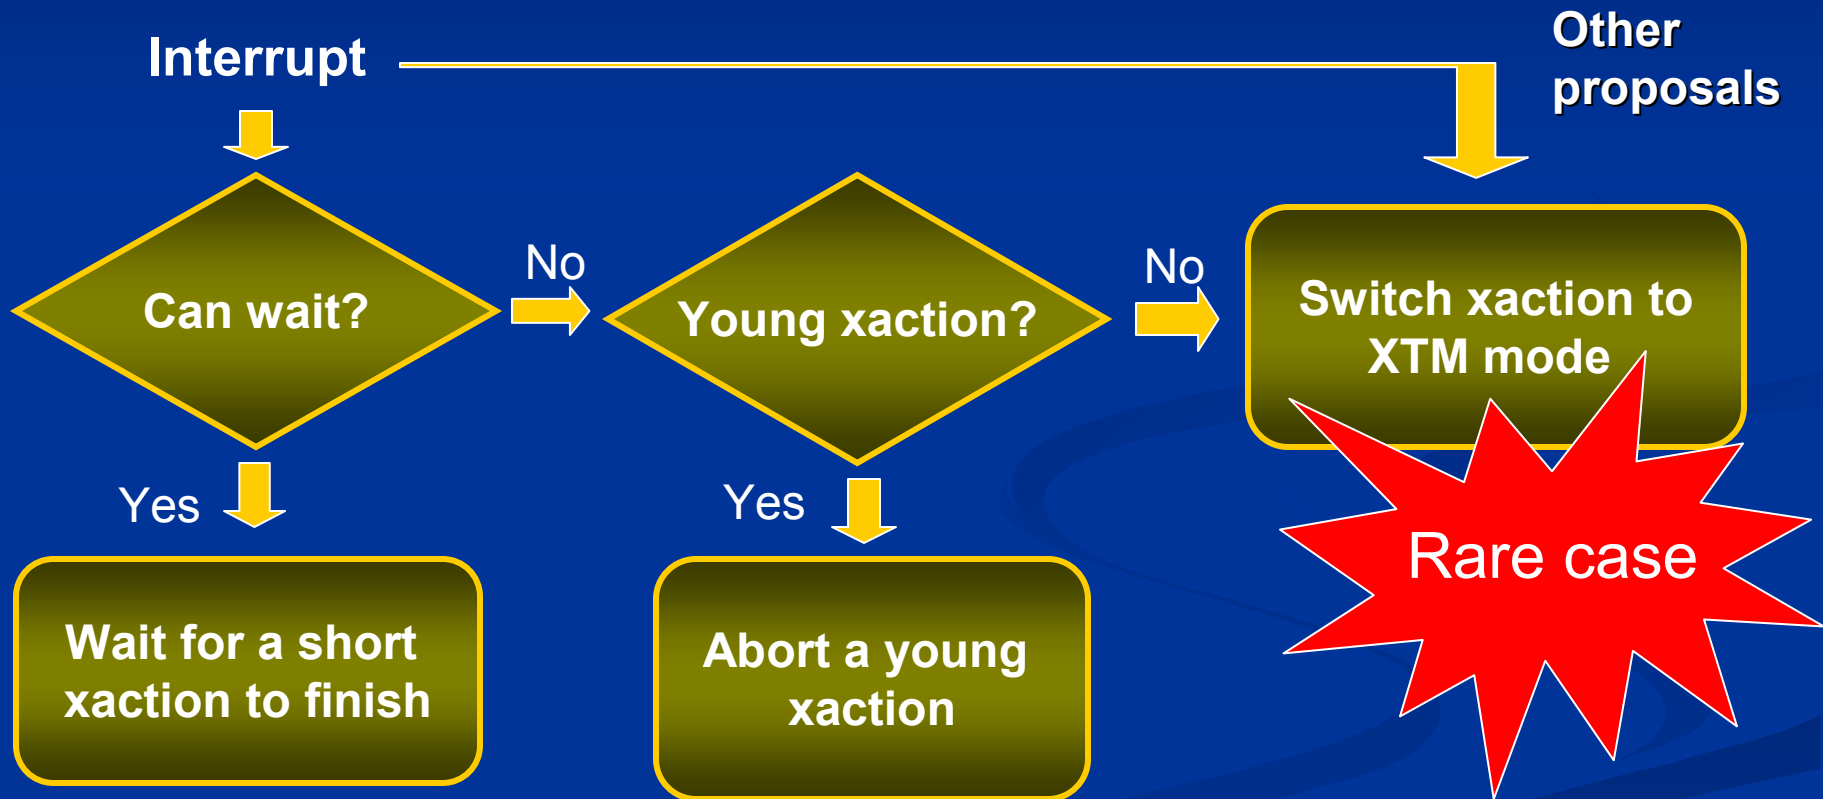 Interrupt
Other
proposals
Can wait?
No
Young xaction?
No
Switch xaction to
XTM mode
Yes
Yes
Rare case
Wait for a short
xaction to finish
Abort a young
xaction